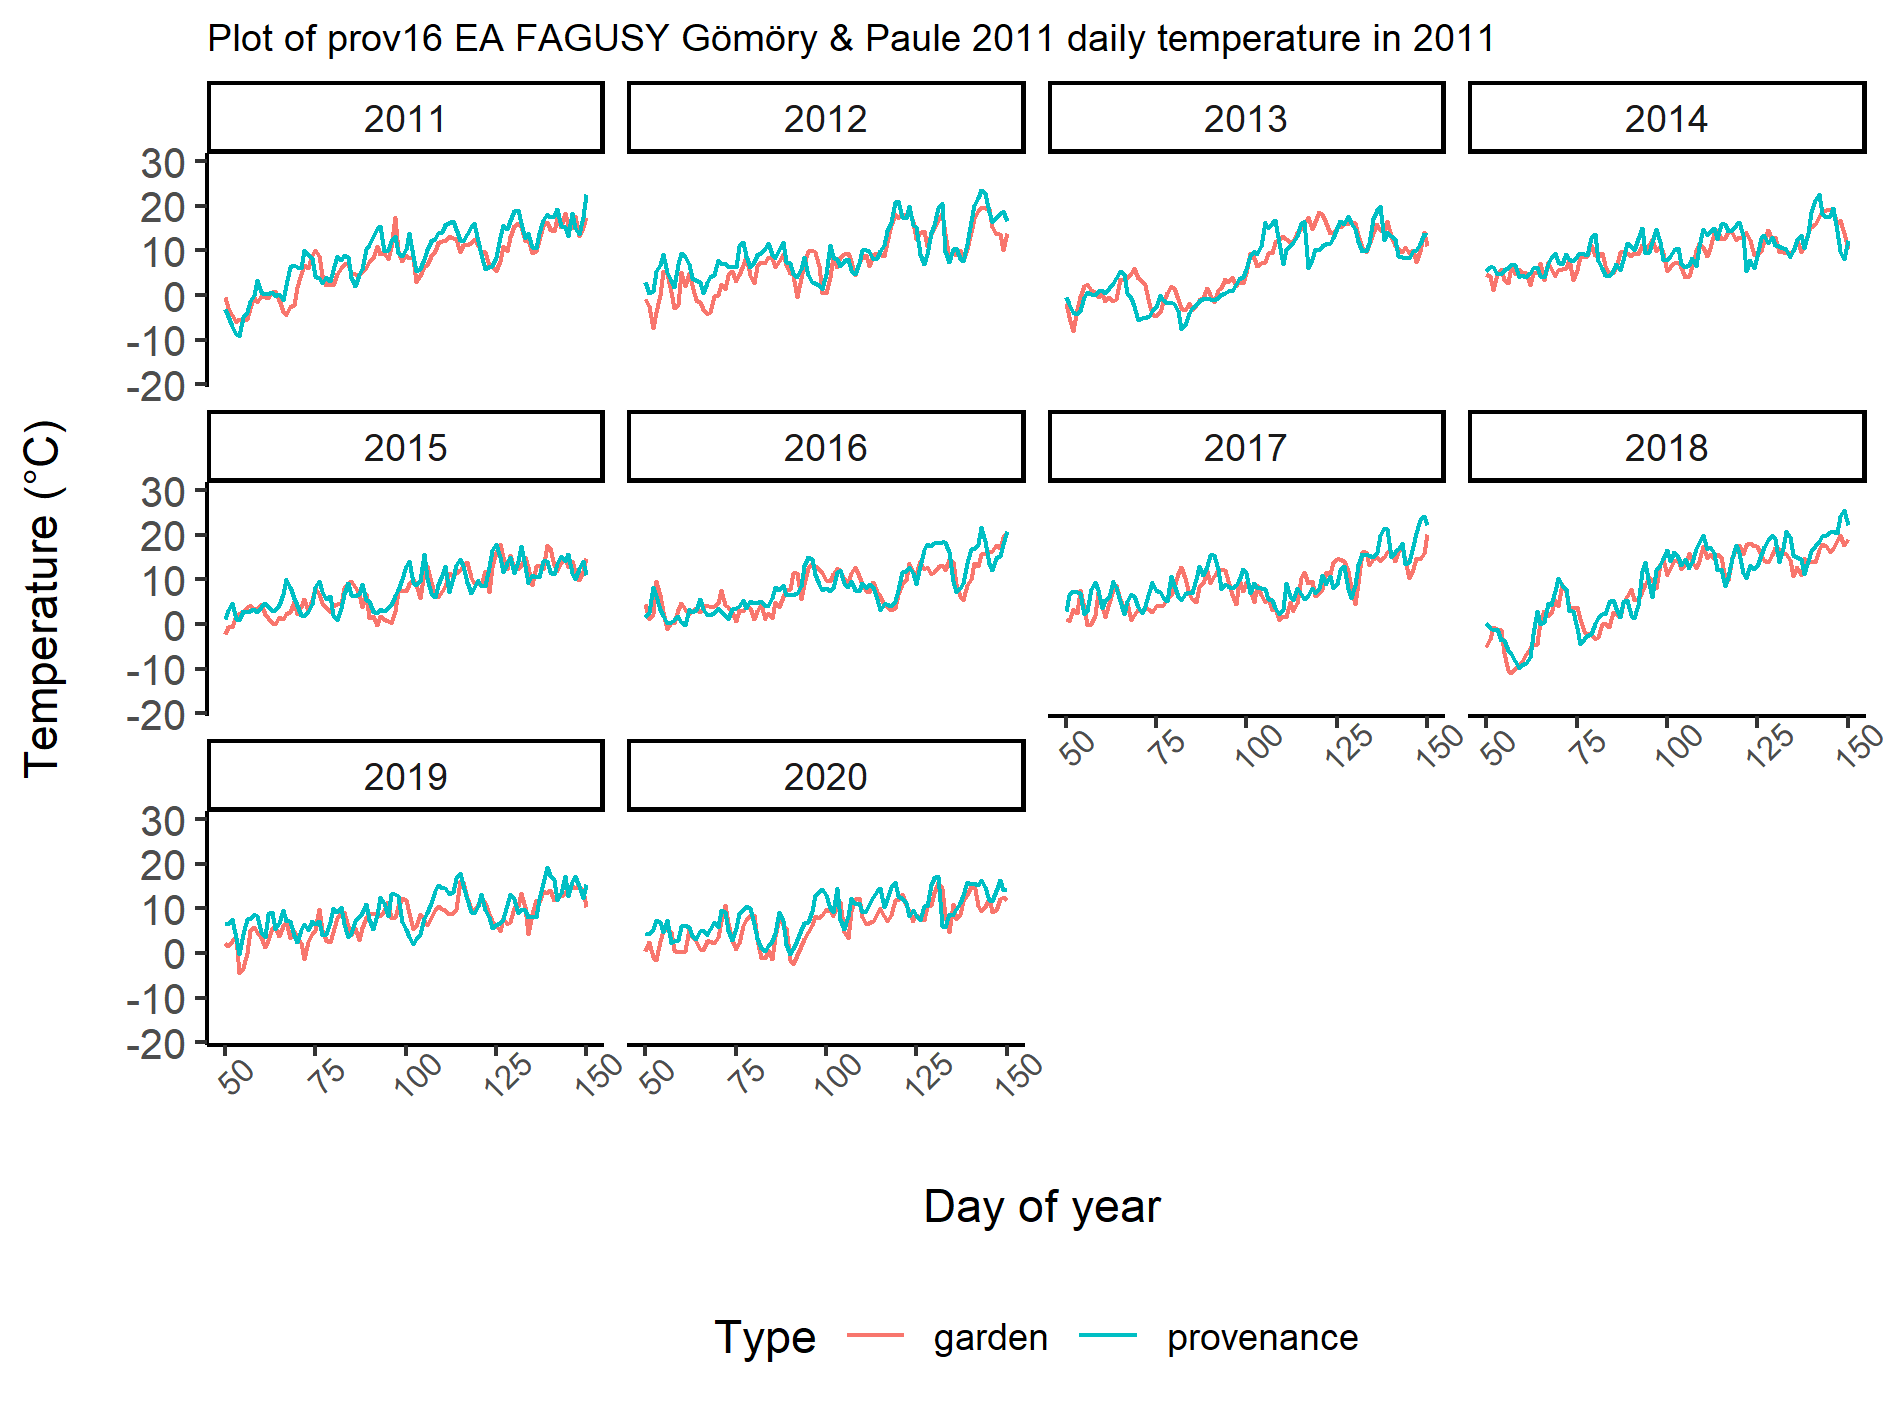 Plot of prov16 EA FAGUSY Gömöry & Paule 2011 daily temperature in 2011
2011 2012 2013 2014
30
20
10
0
-10
-20
2015 2016 2017 2018
30
20
10
0
-10
-20
50 75 100 125 150 50 75 100 125 150
2019 2020
30
20
10
0
-10
-20
50 75 100 125 150 50 75 100 125 150
Temperature (°C)
Day of year
Type garden provenance